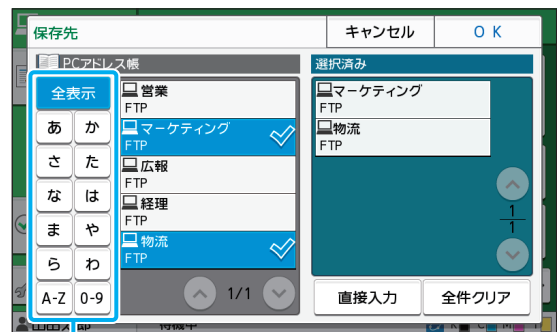 保存先
キャンセル
OK
PCアドレス帳
選択済み
全表示
あ か
さ た
な は
ま や
ら わ
A-Z 0-9
営業
FTP
マーケティング
FTP
広報
FTP
経理
FTP
物流
FTP
1/1
マーケティング
FTP
物流
FTP
1
1
直接入力
全件クリア